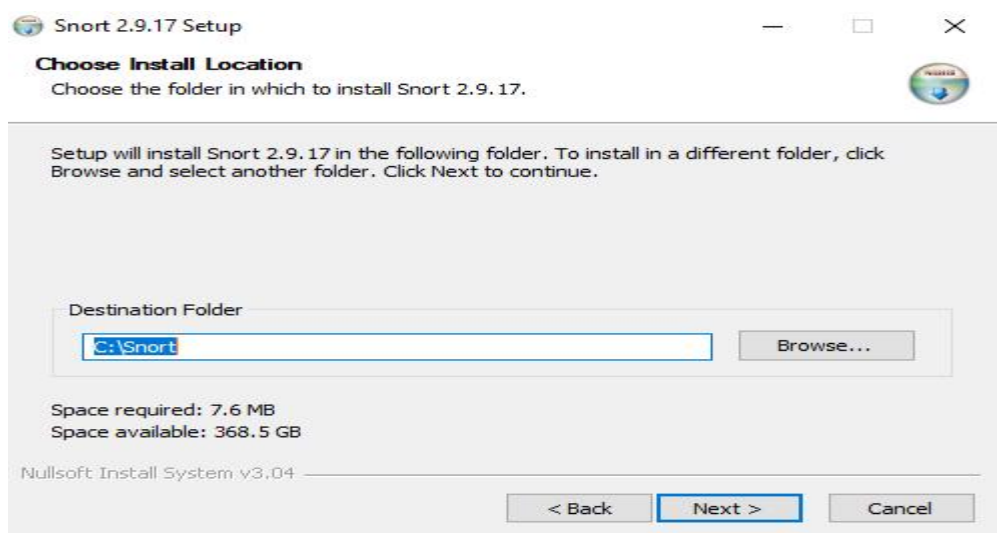 Snort 2.9.17 Setup
Choose Install Location
Choose the folder in which to install Snort 2.9.17.
Setup will install Snort 2.9.17 in the following folder. To install in a different folder, click
Browse and select another folder. Click Next to continue.
Destination Folder
C:\Snort
Browse...
Space required: 7.6 MB
Space available: 368.5 GB
Nullsoft Install System v3.04
< Back
Next >
Cancel